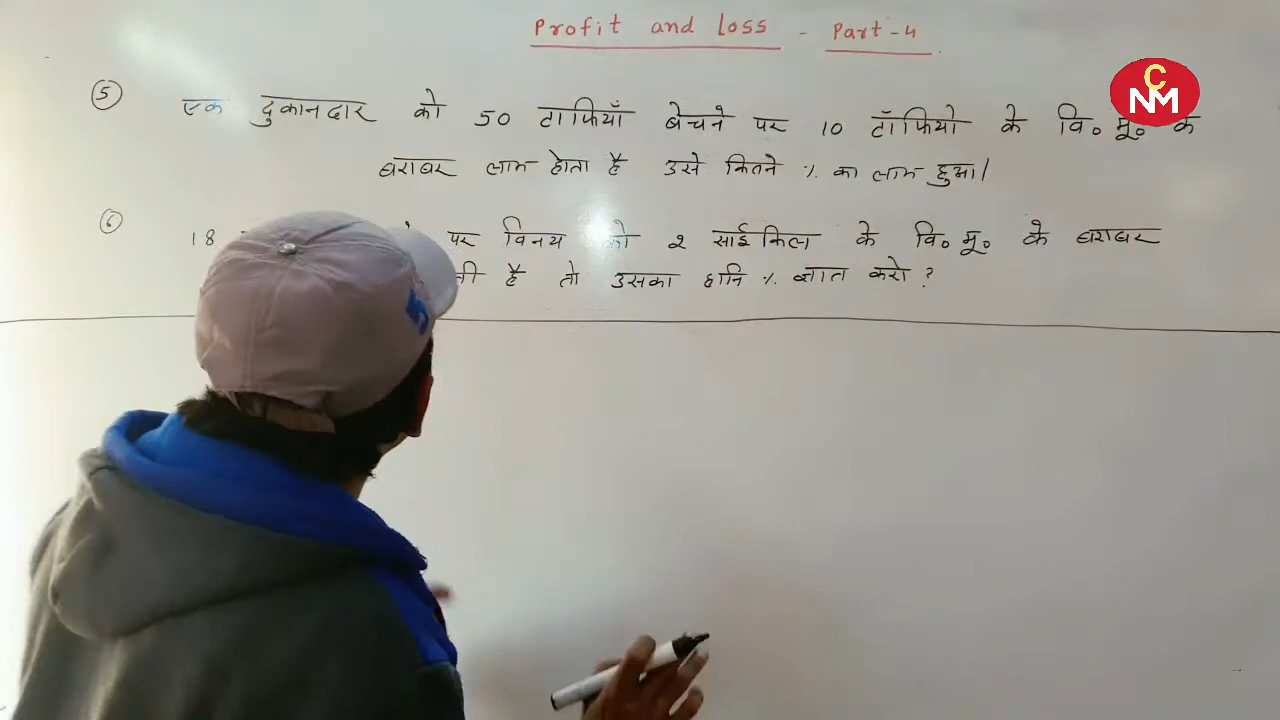 Profit and loss - Part-4
CNM
⑤ एक दुकानदार को 50 टाफियाँ बेचने पर 10 टॉफियो के वि० मू० के
बराबर लाभ होता है उसे कितने % का लाभ हुआ।
⑥ 18 पर विनय को 2 साईकिल के वि० मू० के बराबर
है तो उसका हानि % ज्ञात करो ?